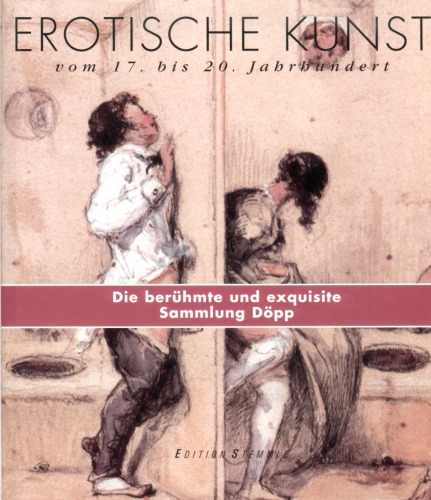 EROTISCHE KUNST
vom 17. bis 20. Jahrhundert
Die berühmte und exquisite
Sammlung Döpp
EDITION STEMMLE